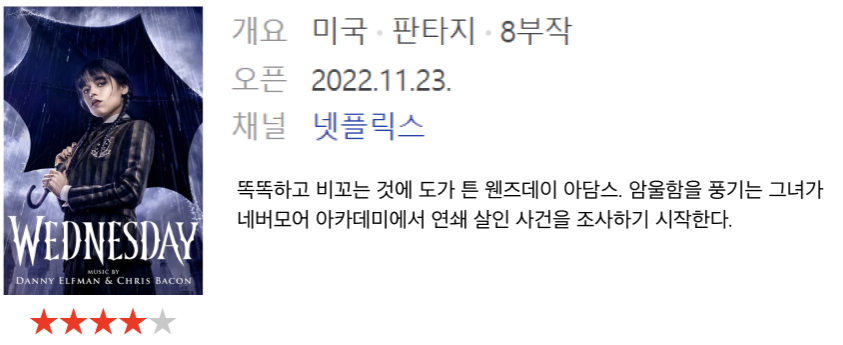 개요 미국 · 판타지 · 8부작
오픈 2022.11.23.
채널 넷플릭스
똑똑하고 비꼬는 것에 도가 튼 웬즈데이 아담스. 암울함을 풍기는 그녀가
네버모어 아카데미에서 연쇄 살인 사건을 조사하기 시작한다.
WEDNESDAY
MUSIC BY
DANNY ELFMAN & CHRIS BACON